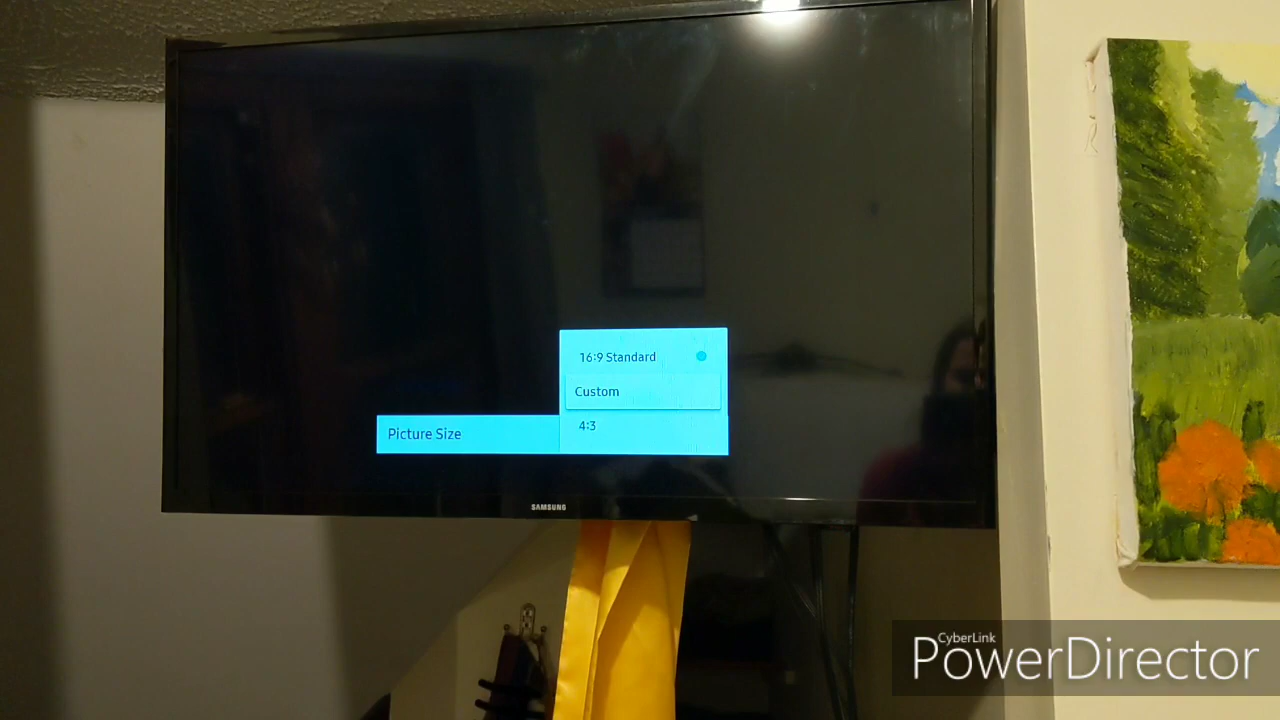 16:9 Standard
Custom
4:3
Picture Size
SAMSUNG
CyberLink
PowerDirector